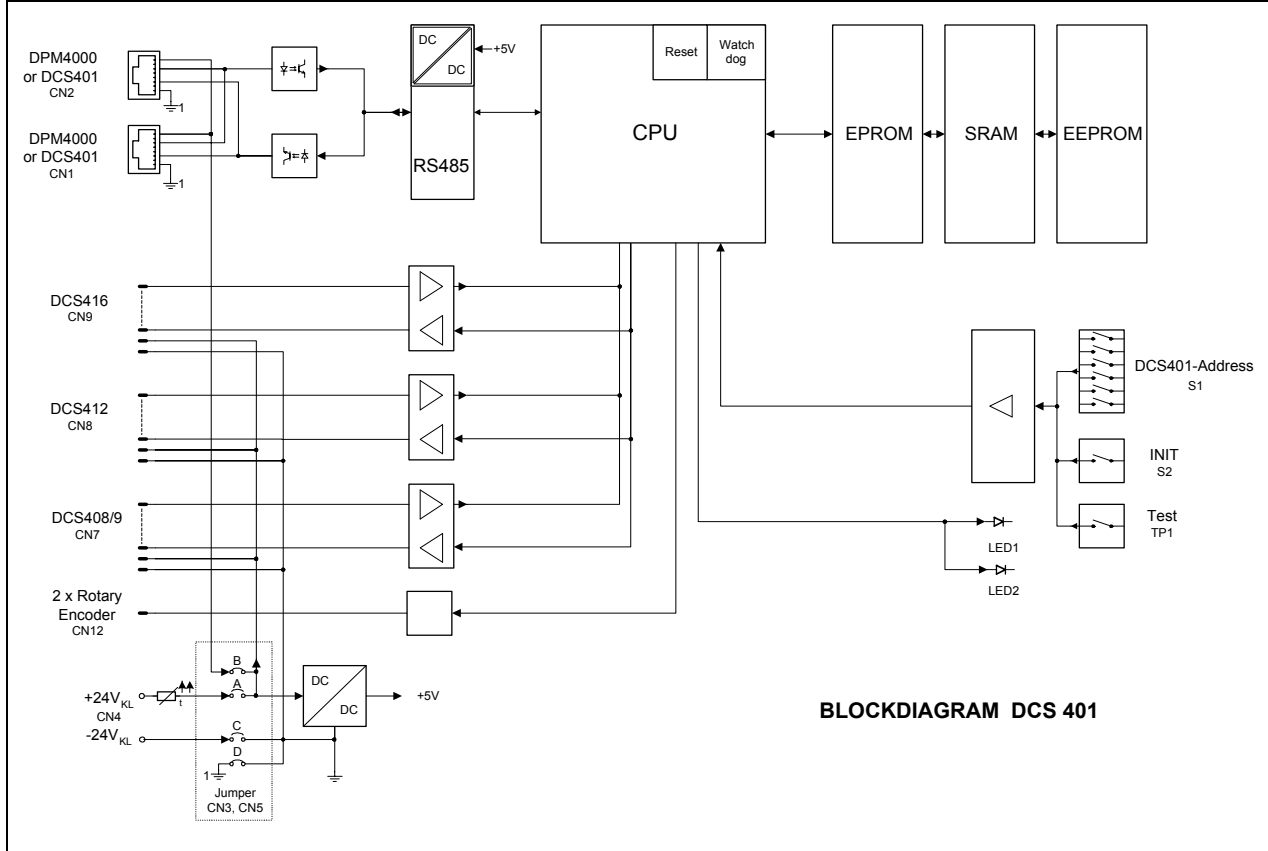 DPM4000
or DCS401
CN2
1
DPM4000
or DCS401
CN1
1
DC
DC
+5V
RS485
CPU
Reset
Watch
dog
EPROM
SRAM
EEPROM
DCS416
CN9
DCS412
CN8
DCS408/9
CN7
2 x Rotary
Encoder
CN12
DCS401-Address
S1
INIT
S2
Test
TP1
LED1
LED2
B
A
C
D
+24VKL
CN4
-24VKL
t
1
Jumper
CN3, CN5
DC
DC
+5V
BLOCKDIAGRAM DCS 401